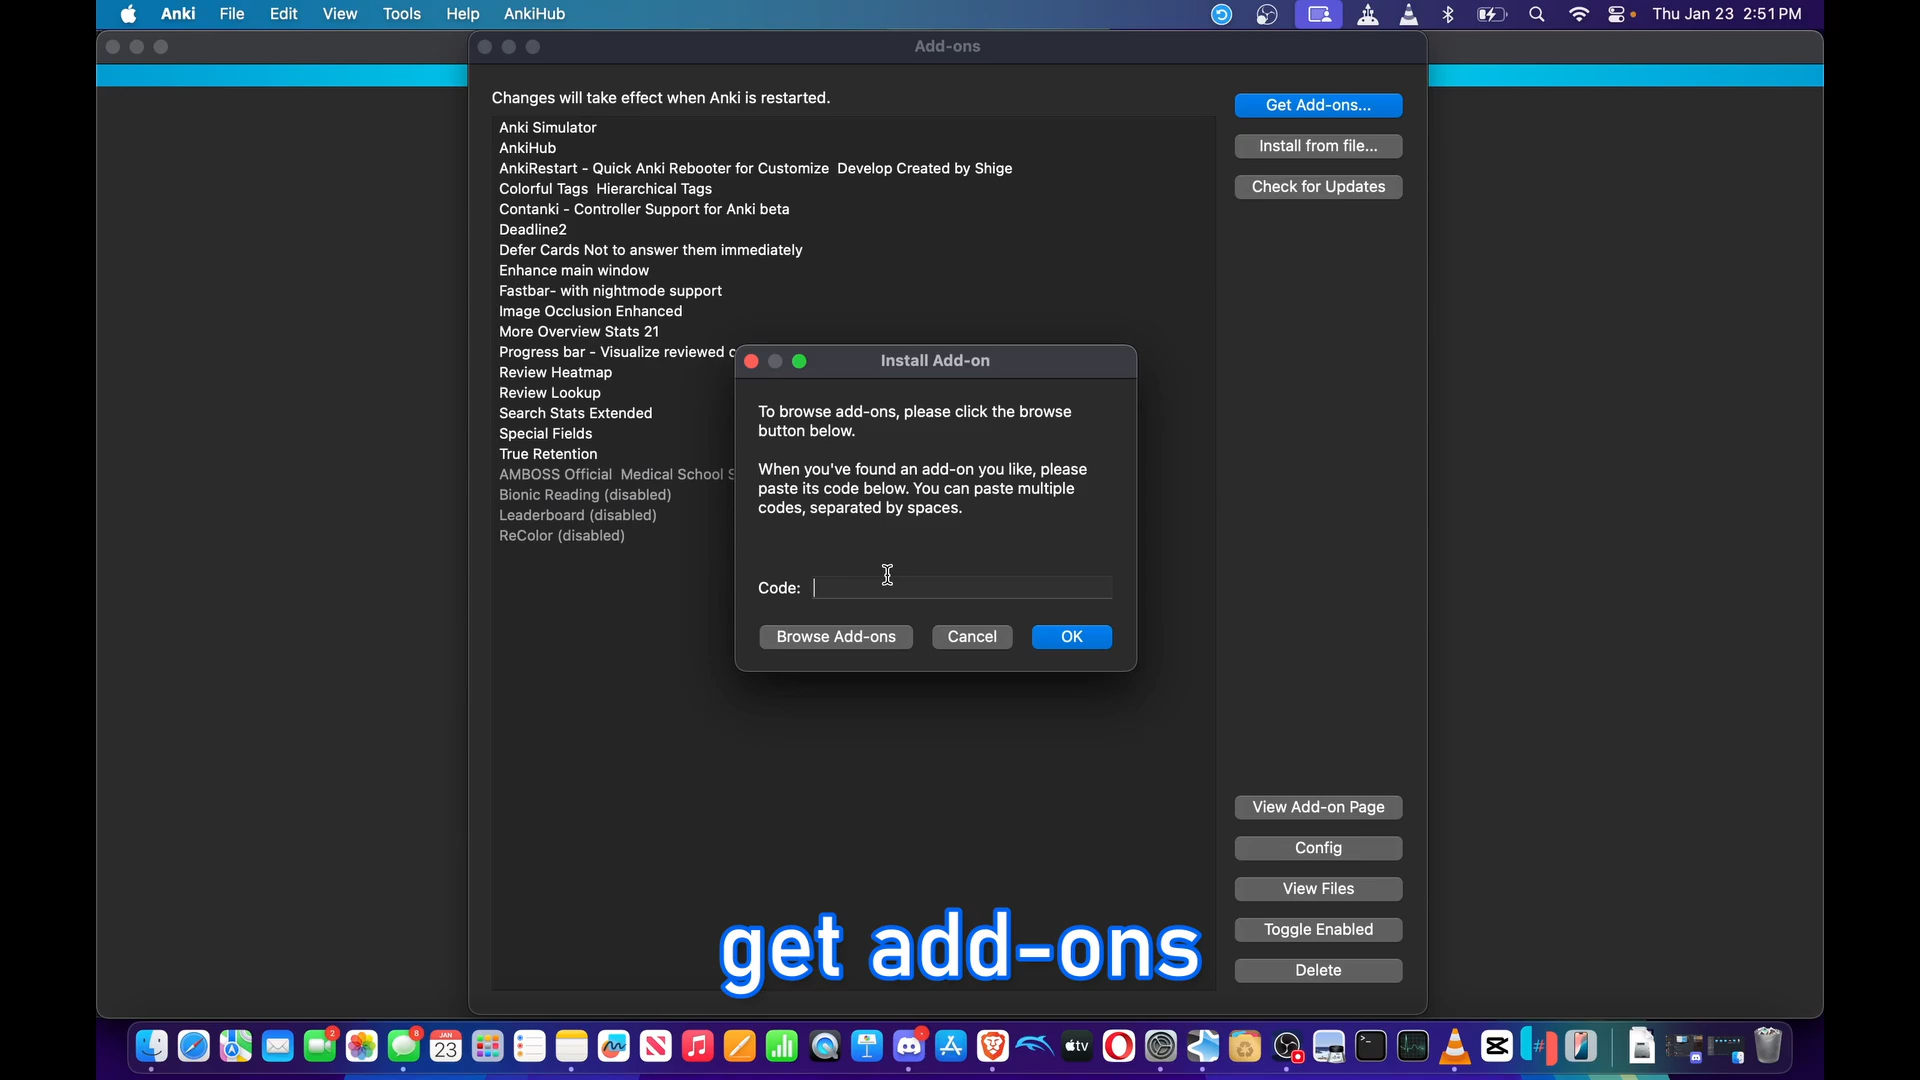 Anki File Edit View Tools Help AnkiHub
Thu Jan 23 2:51 PM
Add-ons
Changes will take effect when Anki is restarted.
Anki Simulator
AnkiHub
AnkiRestart - Quick Anki Rebooter for Customize Develop Created by Shige
Colorful Tags Hierarchical Tags
Contanki - Controller Support for Anki beta
Deadline2
Defer Cards Not to answer them immediately
Enhance main window
Fastbar- with nightmode support
Image Occlusion Enhanced
More Overview Stats 21
Progress bar - Visualize reviewed
Review Heatmap
Review Lookup
Search Stats Extended
Special Fields
True Retention
AMBOSS Official Medical School
Bionic Reading (disabled)
Leaderboard (disabled)
ReColor (disabled)
Get Add-ons...
Install from file...
Check for Updates
Install Add-on
To browse add-ons, please click the browse
button below.
When you've found an add-on you like, please
paste its code below. You can paste multiple
codes, separated by spaces.
Code:
Browse Add-ons
Cancel
OK
View Add-on Page
Config
View Files
Toggle Enabled
Delete
get add-ons
2
8
JAN
23
tv